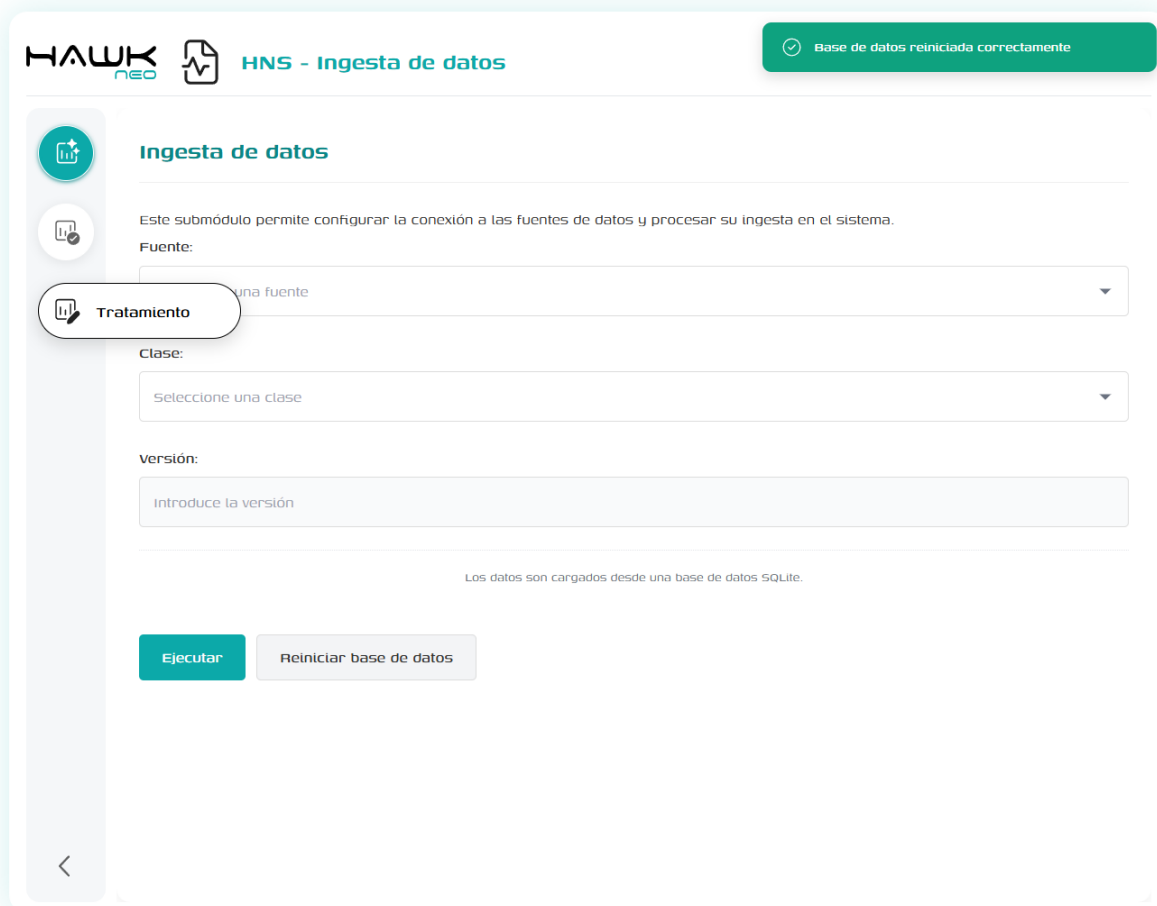 HAWK
neo
HNS - Ingesta de datos
Base de datos reiniciada correctamente
Ingesta de datos
Este submódulo permite configurar la conexión a las fuentes de datos y procesar su ingesta en el sistema.
Fuente:
una fuente
Tratamiento
Clase:
Seleccione una clase
Versión:
Introduce la versión
Los datos son cargados desde una base de datos SQLite.
Ejecutar
Reiniciar base de datos